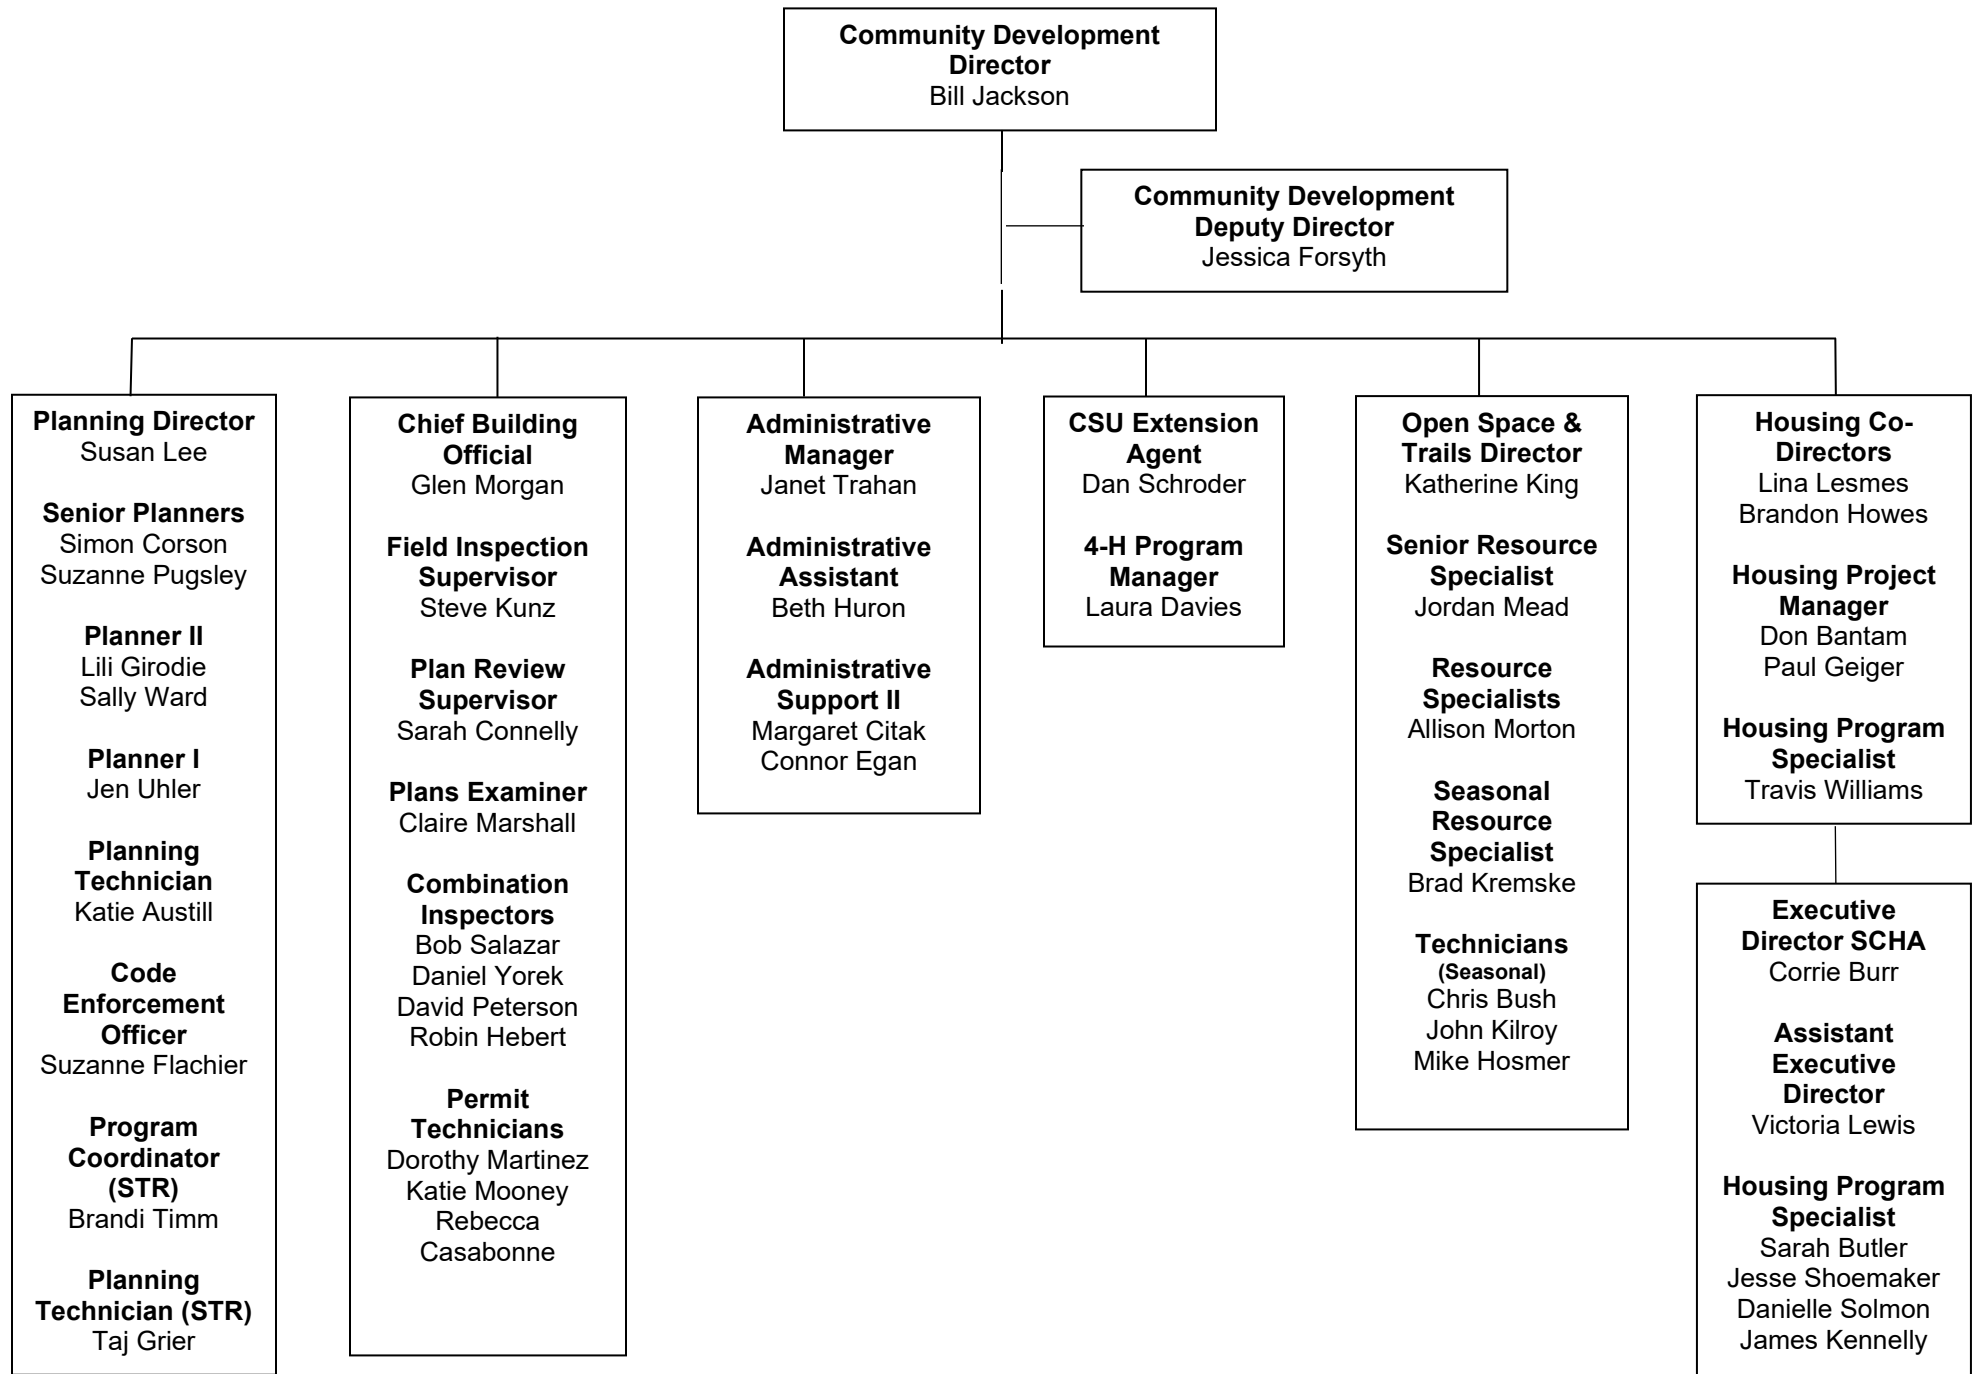 Community Development
Director
Bill Jackson
Community Development
Deputy Director
Jessica Forsyth
Planning Director
Susan Lee
Senior Planners
Simon Corson
Suzanne Pugsley
Planner II
Lili Girodie
Sally Ward
Planner I
Jen Uhler
Planning
Technician
Katie Austill
Code
Enforcement
Officer
Suzanne Flachier
Program
Coordinator
(STR)
Brandi Timm
Planning
Technician (STR)
Taj Grier
Chief Building
Official
Glen Morgan
Field Inspection
Supervisor
Steve Kunz
Plan Review
Supervisor
Sarah Connelly
Plans Examiner
Claire Marshall
Combination
Inspectors
Bob Salazar
Daniel Yorek
David Peterson
Robin Hebert
Permit
Technicians
Dorothy Martinez
Katie Mooney
Rebecca
Casabonne
Administrative
Manager
Janet Trahan
Administrative
Assistant
Beth Huron
Administrative
Support II
Margaret Citak
Connor Egan
CSU Extension
Agent
Dan Schroder
4-H Program
Manager
Laura Davies
Open Space &
Trails Director
Katherine King
Senior Resource
Specialist
Jordan Mead
Resource
Specialists
Allison Morton
Seasonal
Resource
Specialist
Brad Kremske
Technicians
(Seasonal)
Chris Bush
John Kilroy
Mike Hosmer
Housing Co-
Directors
Lina Lesmes
Brandon Howes
Housing Project
Manager
Don Bantam
Paul Geiger
Housing Program
Specialist
Travis Williams
Executive
Director SCHA
Corrie Burr
Assistant
Executive
Director
Victoria Lewis
Housing Program
Specialist
Sarah Butler
Jesse Shoemaker
Danielle Solmon
James Kennelly